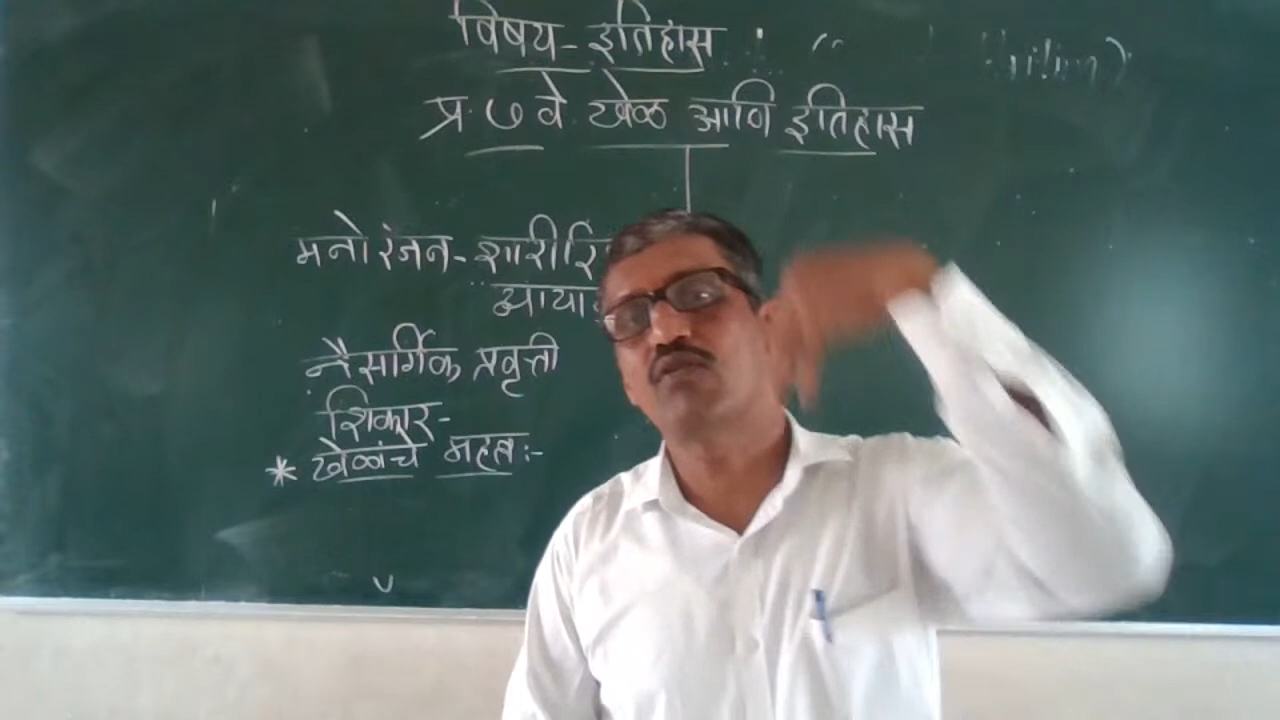 विषय - इतिहास
प्र. ७ वे खेळ आणि इतिहास
मनोरंजन - शारीरि
नैसर्गिक प्रवृत्ती
शिकार -
* खेळांचे महत्व :-